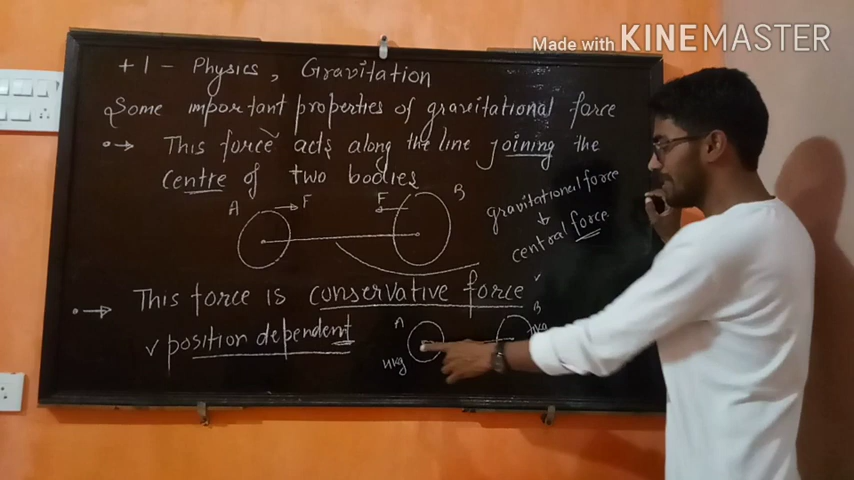 Made with KINEMASTER
+1 - Physics, Gravitation
Some important properties of gravitational force
This force acts along the line joining the
centre of two bodies
A F F B
gravitational force
central force
This force is conservative force
✓ position dependent
A B
4kg